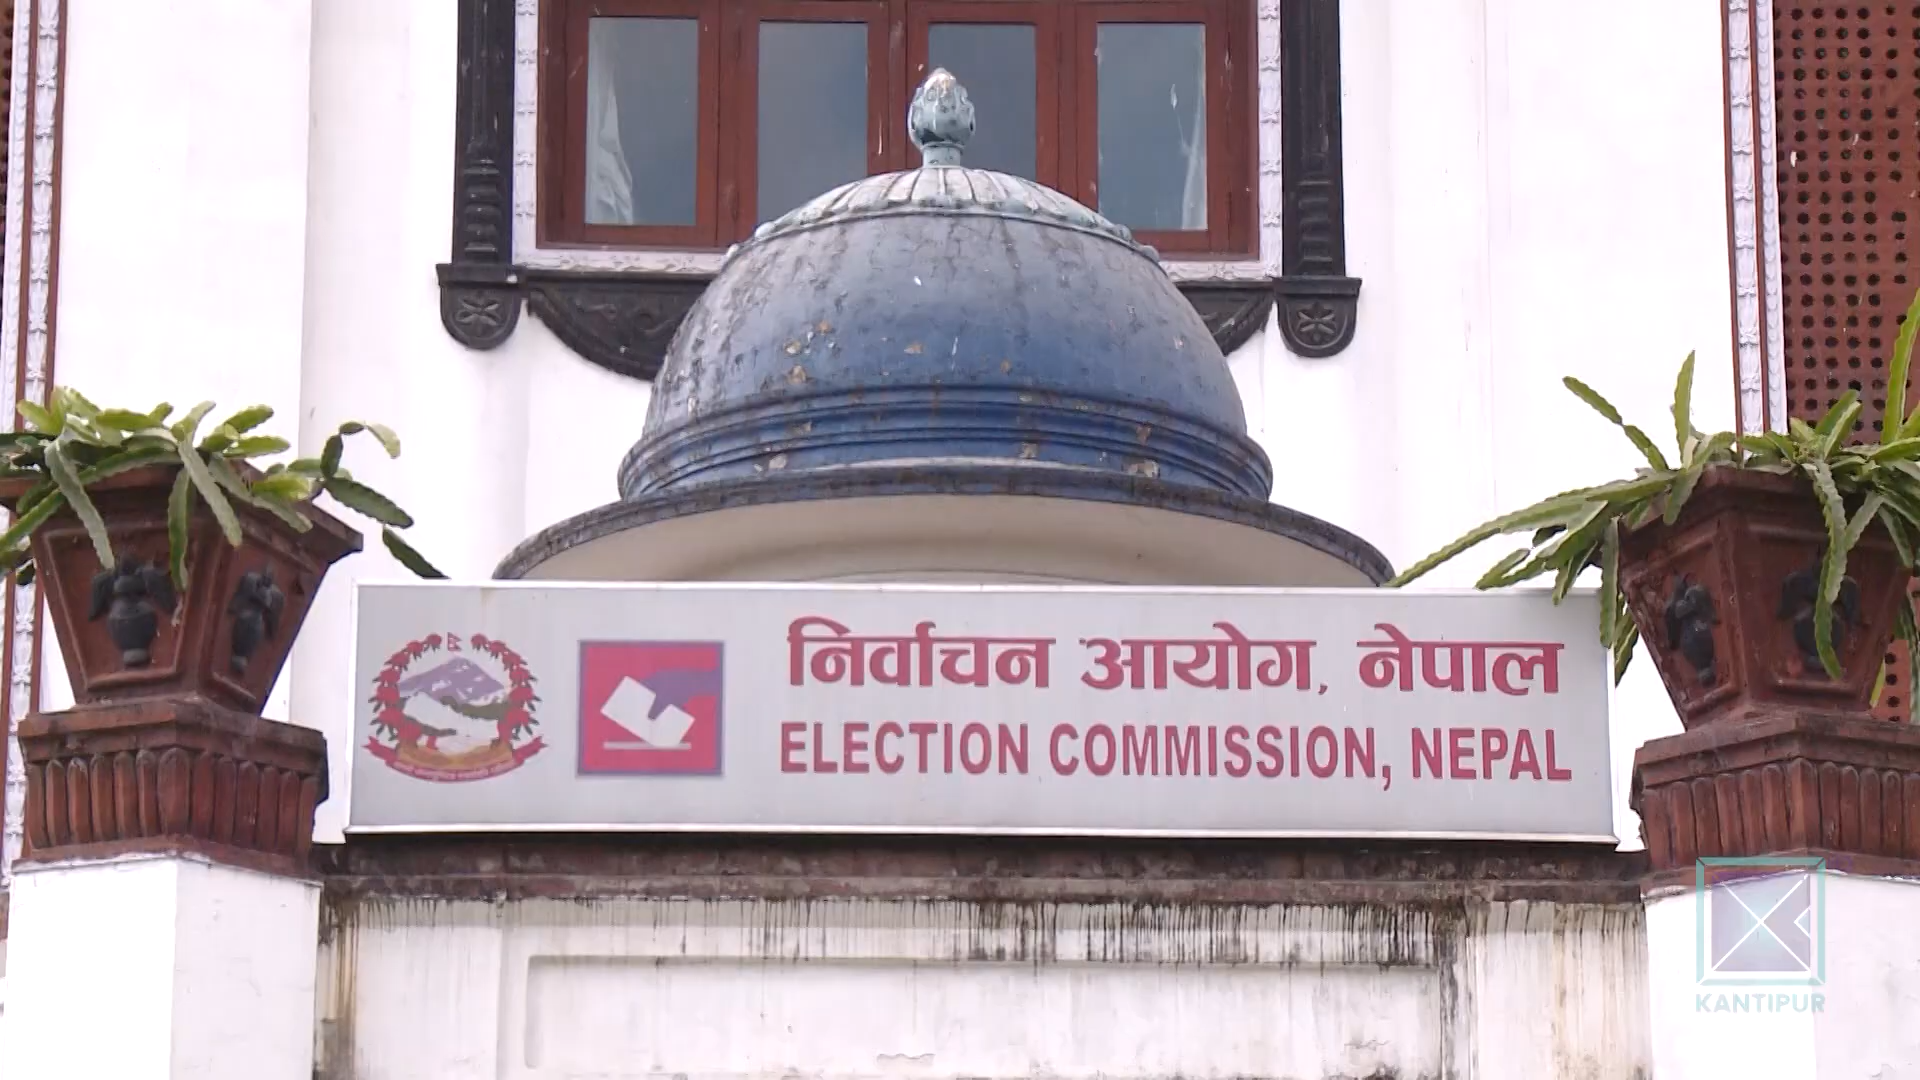 निर्वाचन आयोग, नेपाल
ELECTION COMMISSION, NEPAL
KANTIPUR